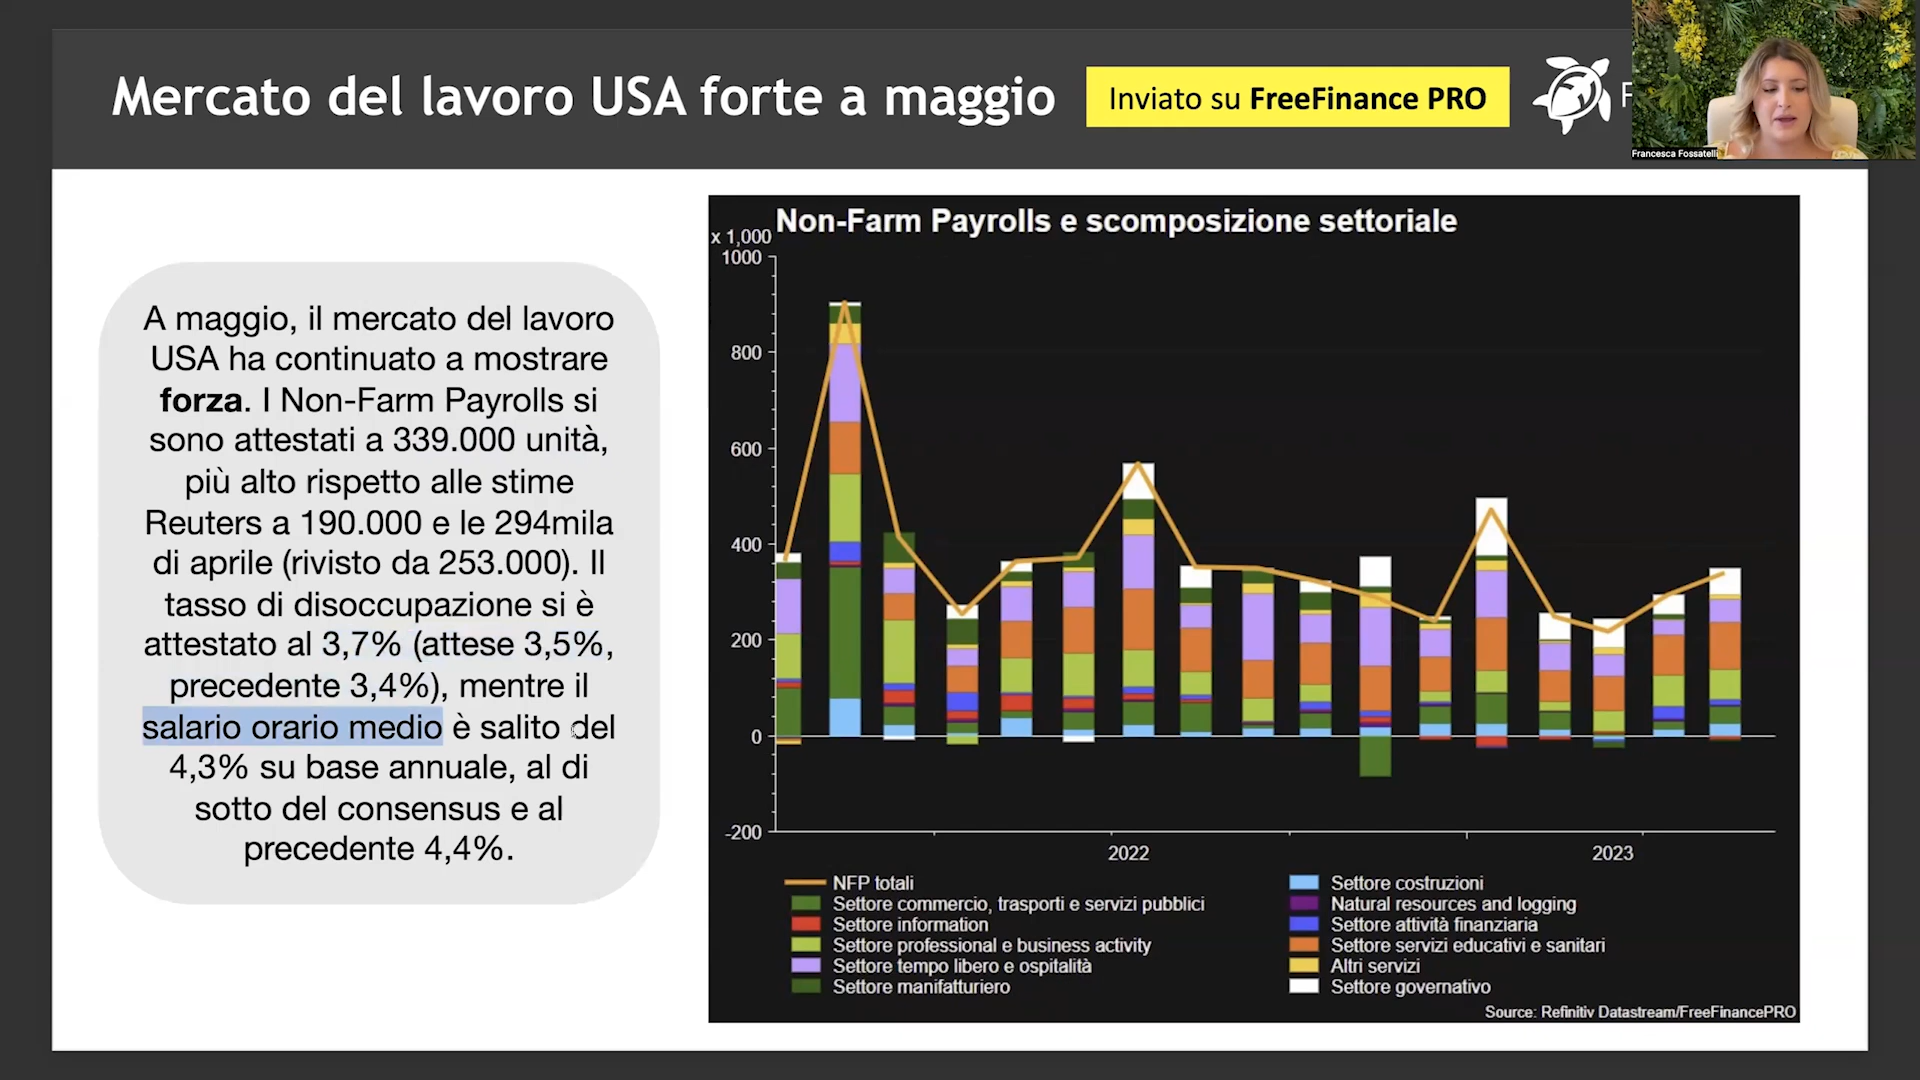 Mercato del lavoro USA forte a maggio
Inviato su FreeFinance PRO
F
Francesca Fossatelli
A maggio, il mercato del lavoro
USA ha continuato a mostrare
forza. I Non-Farm Payrolls si
sono attestati a 339.000 unità,
più alto rispetto alle stime
Reuters a 190.000 e le 294mila
di aprile (rivisto da 253.000). Il
tasso di disoccupazione si è
attestato al 3,7% (attese 3,5%,
precedente 3,4%), mentre il
salario orario medio è salito del
4,3% su base annuale, al di
sotto del consensus e al
precedente 4,4%.
Non-Farm Payrolls e scomposizione settoriale
x 1,000
1000
800
600
400
200
0
-200
2022
2023
NFP totali
Settore commercio, trasporti e servizi pubblici
Settore information
Settore professional e business activity
Settore tempo libero e ospitalità
Settore manifatturiero
Settore costruzioni
Natural resources and logging
Settore attività finanziaria
Settore servizi educativi e sanitari
Altri servizi
Settore governativo
Source: Refinitiv Datastream/FreeFinancePRO